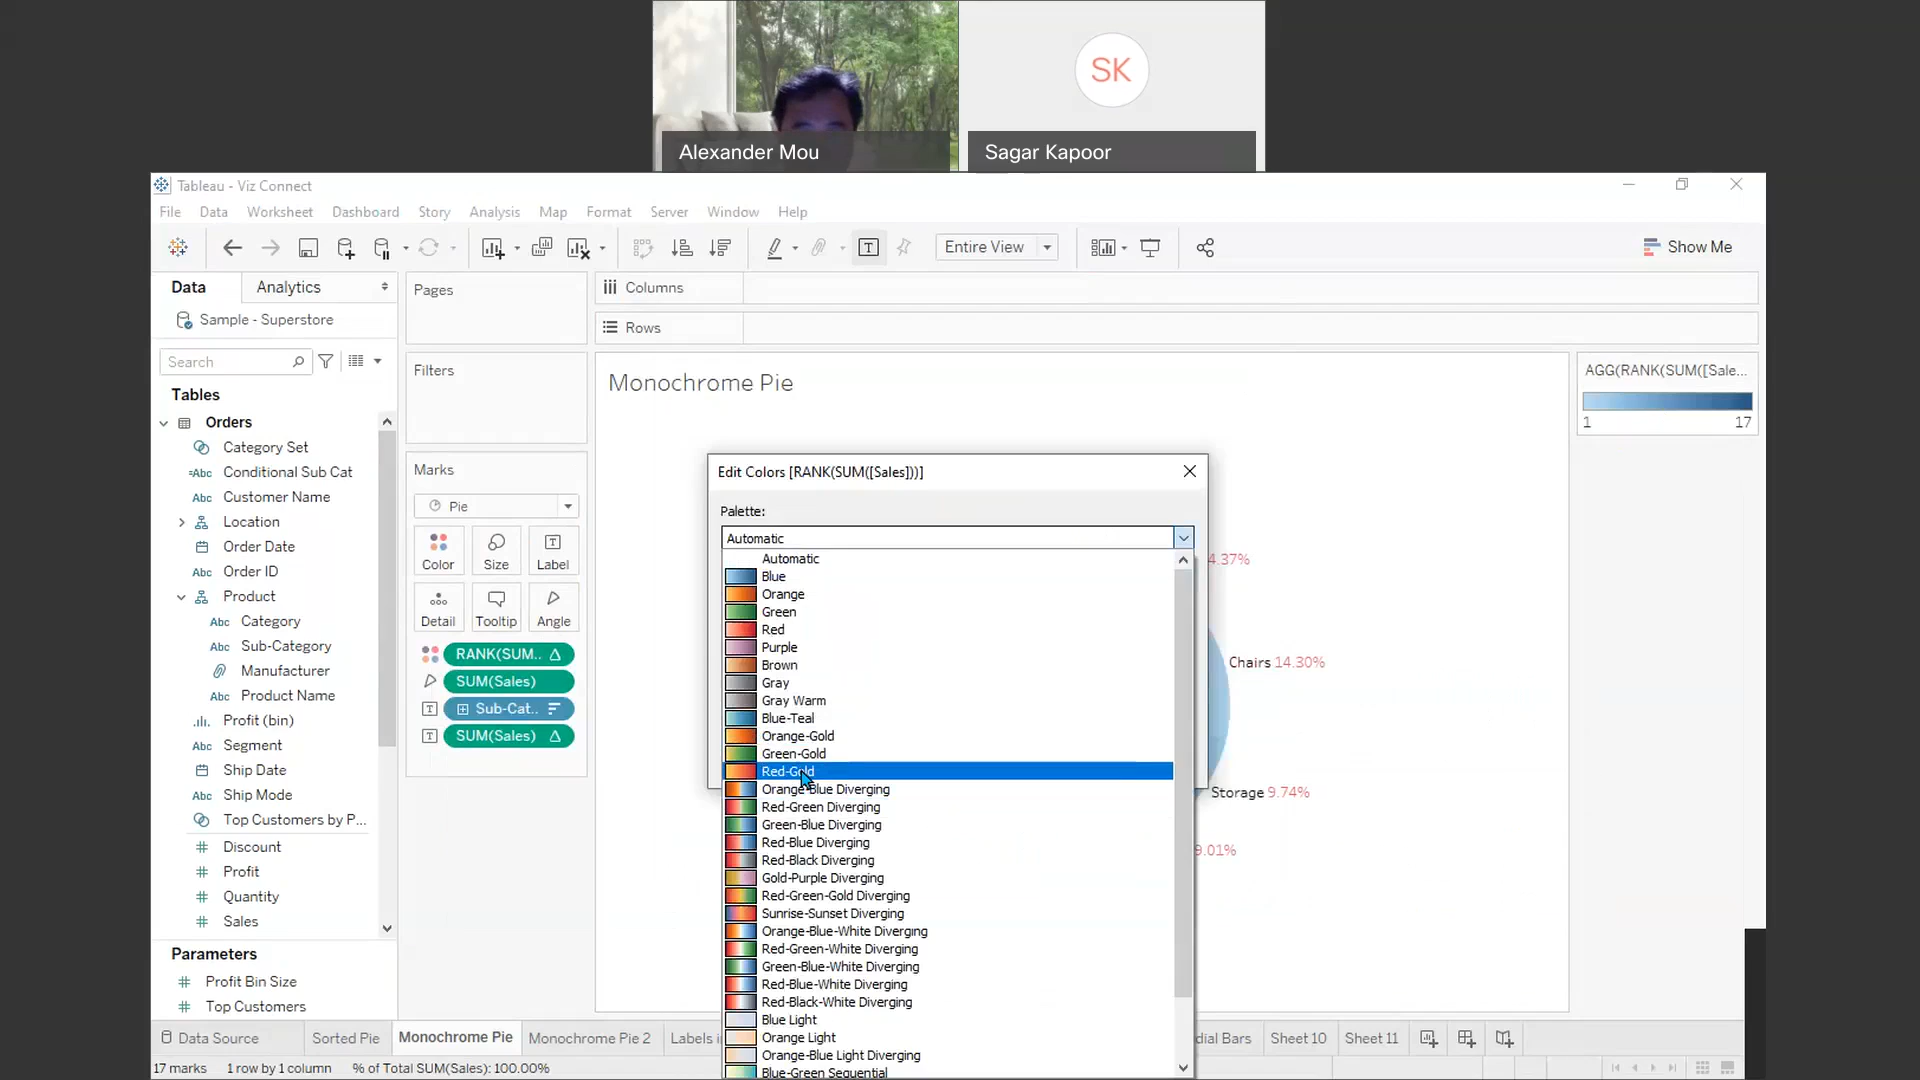 SK
Alexander Mou
Sagar Kapoor
Tableau - Viz Connect
File Data Worksheet Dashboard Story Analysis Map Format Server Window Help
Entire View
Show Me
Data Analytics
Sample - Superstore
Search
Tables
Orders
Category Set
=Abc Conditional Sub Cat
Abc Customer Name
Location
Order Date
Abc Order ID
Product
Abc Category
Abc Sub-Category
Manufacturer
Abc Product Name
Profit (bin)
Abc Segment
Ship Date
Abc Ship Mode
Top Customers by P...
Discount
Profit
Quantity
Sales
Parameters
Profit Bin Size
Top Customers
Pages
Filters
Marks
Pie
Color Size Label
Detail Tooltip Angle
RANK(SUM..
SUM(Sales)
Sub-Cat..
SUM(Sales)
Columns
Rows
Monochrome Pie
AGG(RANK(SUM([Sale...
1 17
Edit Colors [RANK(SUM([Sales]))]
Palette:
Automatic
Automatic
Blue
Orange
Green
Red
Purple
Brown
Gray
Gray Warm
Blue-Teal
Orange-Gold
Green-Gold
Red-Gold
Orange-Blue Diverging
Red-Green Diverging
Green-Blue Diverging
Red-Blue Diverging
Red-Black Diverging
Gold-Purple Diverging
Red-Green-Gold Diverging
Sunrise-Sunset Diverging
Orange-Blue-White Diverging
Red-Green-White Diverging
Green-Blue-White Diverging
Red-Blue-White Diverging
Red-Black-White Diverging
Blue Light
Orange Light
Orange-Blue Light Diverging
Blue-Green Sequential
4.37%
Chairs 14.30%
Storage 9.74%
9.01%
Data Source Sorted Pie Monochrome Pie Monochrome Pie 2 Labels i dial Bars Sheet 10 Sheet 11
17 marks 1 row by 1 column % of Total SUM(Sales): 100.00%